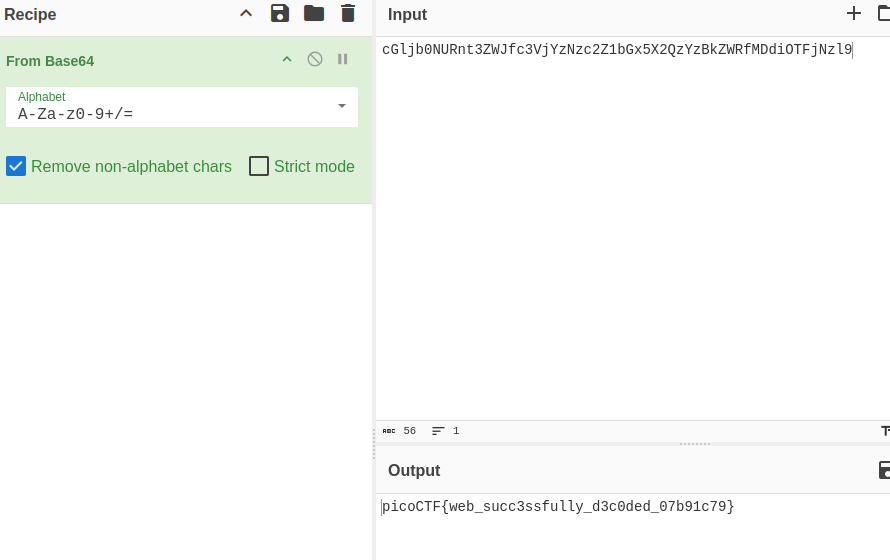 Recipe
From Base64
Alphabet
A-Za-z0-9+/=
Remove non-alphabet chars
Strict mode
Input
cGljb0NURnt3ZWJfc3VjYzNzc2Z1bGx5X2QzYzBkZWRfMDdiOTFjNzl9
ABC 56 1
Output
picoCTF{web_succ3ssfully_d3c0ded_07b91c79}